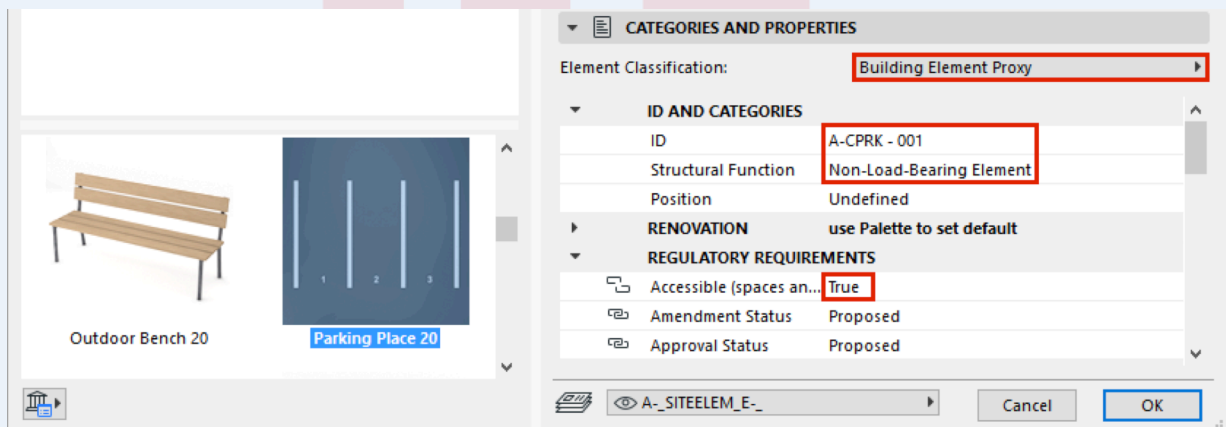 CATEGORIES AND PROPERTIES
Element Classification: Building Element Proxy
ID AND CATEGORIES
ID A-CPRK - 001
Structural Function Non-Load-Bearing Element
Position Undefined
RENOVATION use Palette to set default
REGULATORY REQUIREMENTS
Accessible (spaces an... True
Amendment Status Proposed
Approval Status Proposed
1 2 3
Outdoor Bench 20
Parking Place 20
A-_SITEELEM_E-_
Cancel
OK